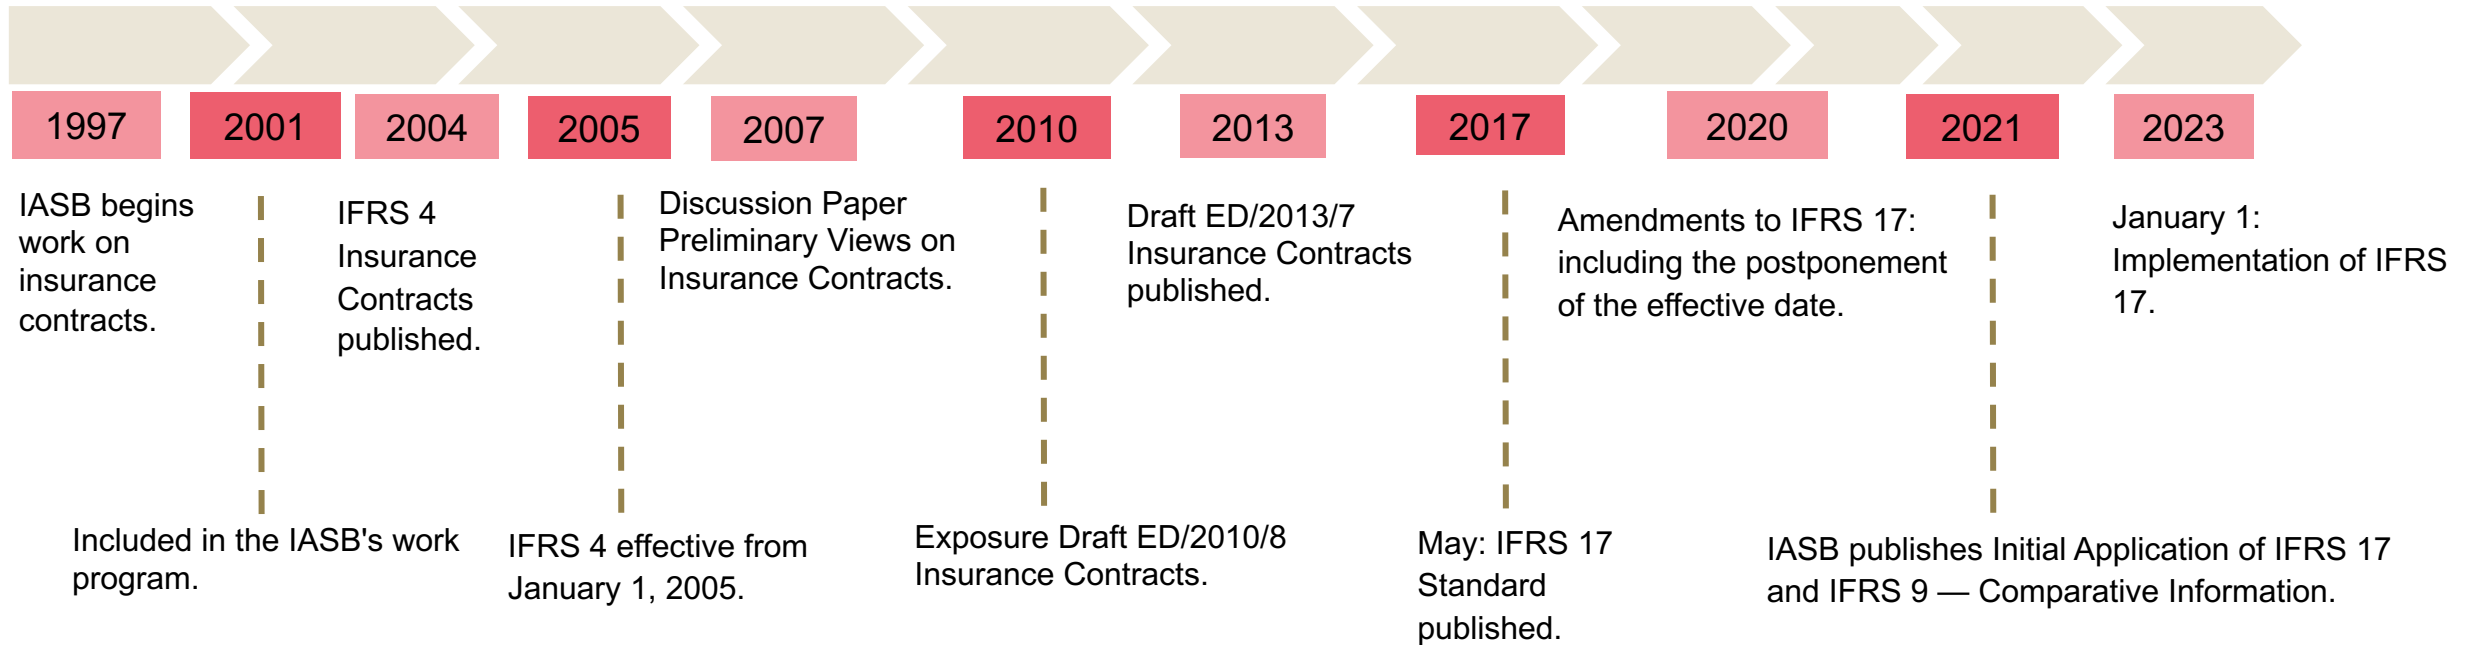 1997
2001
2004
2005
2007
2010
2013
2017
2020
2021
2023
IASB begins
work on
insurance
contracts.
IFRS 4
Insurance
Contracts
published.
Discussion Paper
Preliminary Views on
Insurance Contracts.
Draft ED/2013/7
Insurance Contracts
published.
Amendments to IFRS 17:
including the postponement
of the effective date.
January 1:
Implementation of IFRS
17.
Included in the IASB's work
program.
IFRS 4 effective from
January 1, 2005.
Exposure Draft ED/2010/8
Insurance Contracts.
May: IFRS 17
Standard
published.
IASB publishes Initial Application of IFRS 17
and IFRS 9 — Comparative Information.